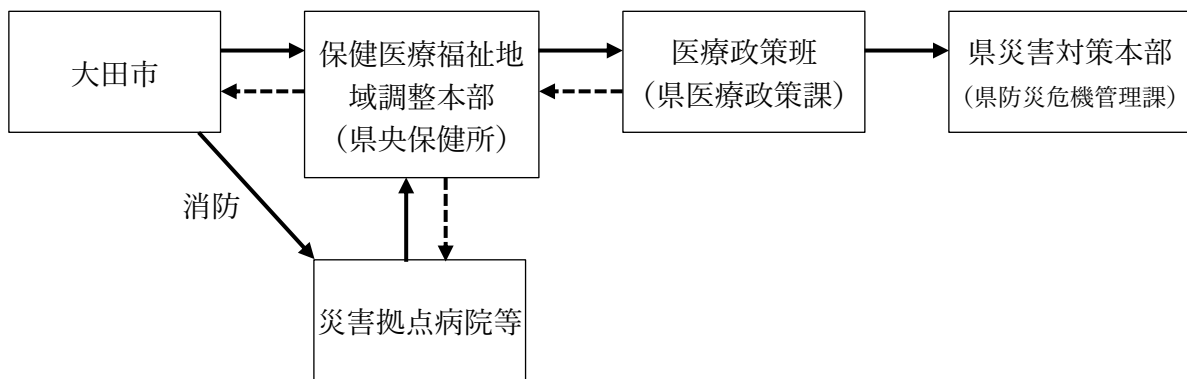 大田市
保健医療福祉地
域調整本部
（県央保健所）
医療政策班
（県医療政策課）
県災害対策本部
（県防災危機管理課）
消防
災害拠点病院等